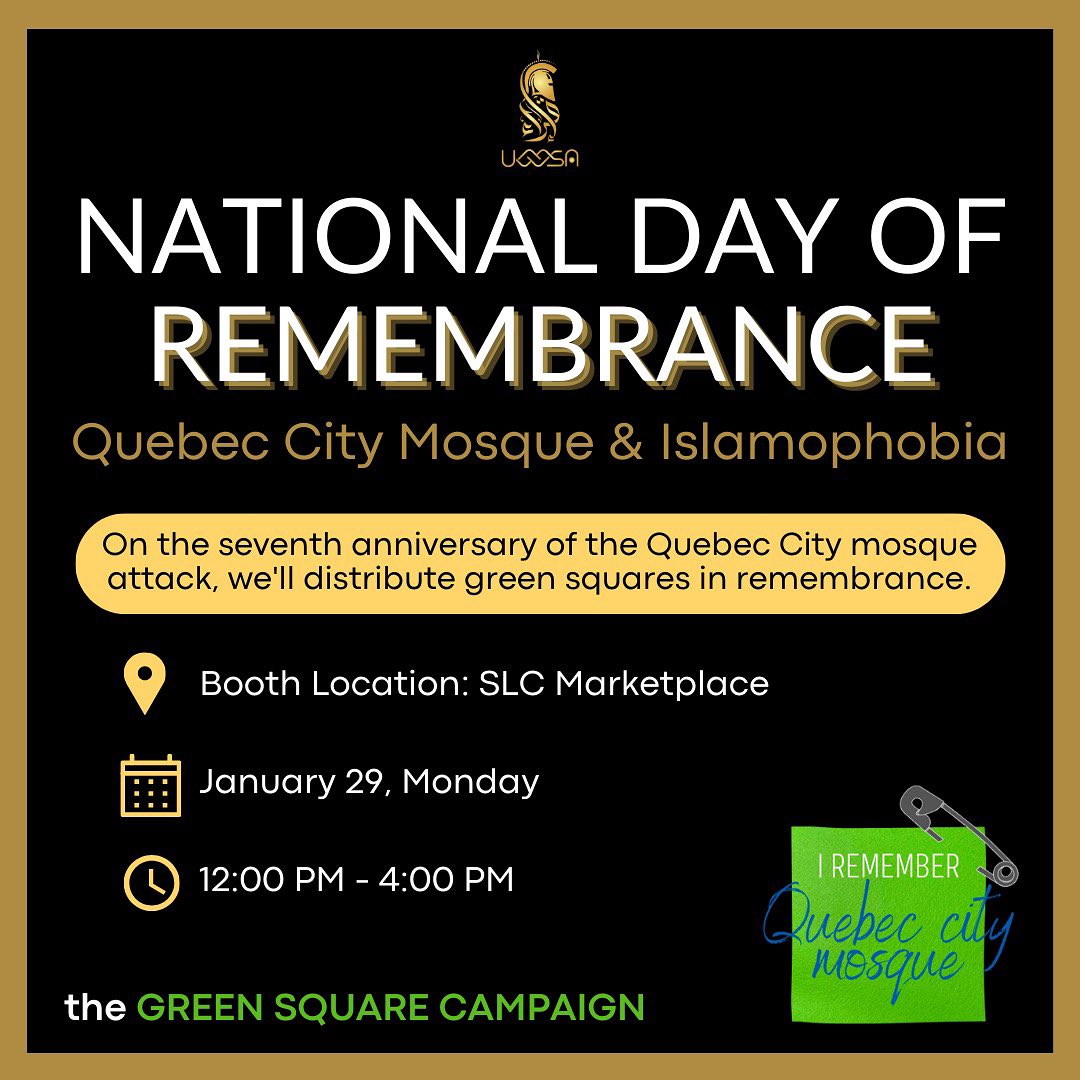 NATIONAL DAY OF
REMEMBRANCE
Quebec City Mosque & Islamophobia
On the seventh anniversary of the Quebec City mosque
attack, we'll distribute green squares in remembrance.
Booth Location: SLC Marketplace
January 29, Monday
12:00 PM - 4:00 PM
I REMEMBER
Quebec city
mosque
the GREEN SQUARE CAMPAIGN